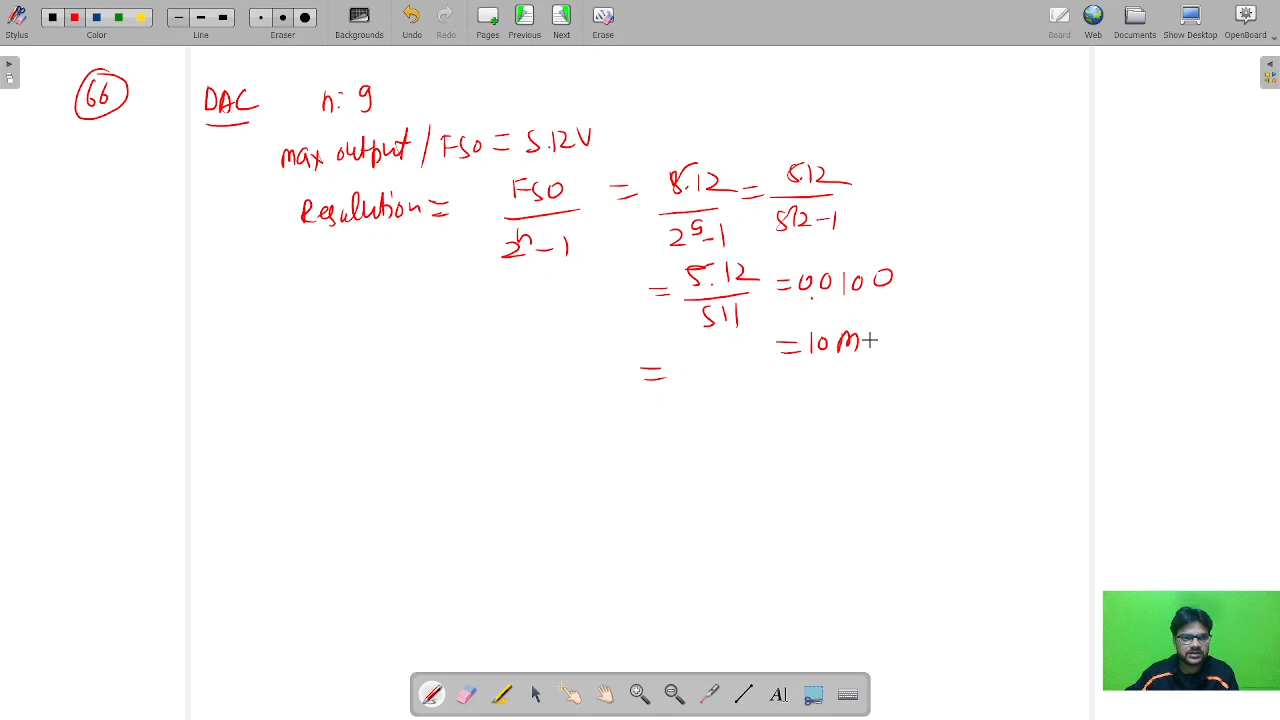 Stylus Color Line Eraser Backgrounds Undo Redo Pages Previous Next Erase Board Web Documents Show Desktop OpenBoard
66
DAC n: 9
max output / FSO = 5.12V
Resolution = FSO / 2^n - 1 = 5.12 / 2^9 - 1 = 5.12 / 512 - 1
= 5.12 / 511 = 0.0100
= 10 m
=
AI